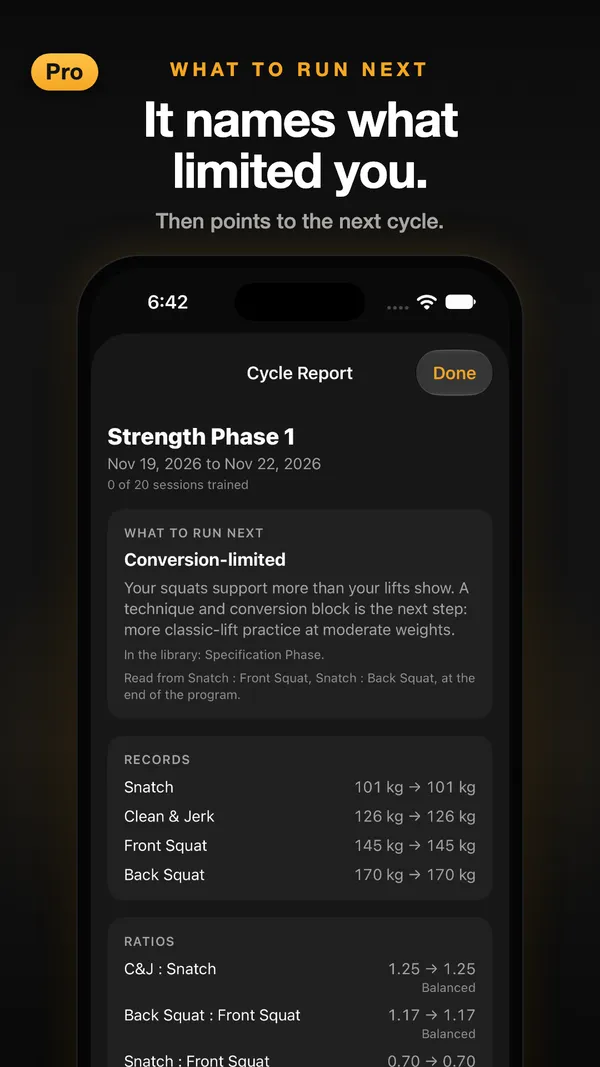 Pro
WHAT TO RUN NEXT
It names what
limited you.
Then points to the next cycle.
6:42
Cycle Report
Done
Strength Phase 1
Nov 19, 2026 to Nov 22, 2026
0 of 20 sessions trained
WHAT TO RUN NEXT
Conversion-limited
Your squats support more than your lifts show. A
technique and conversion block is the next step:
more classic-lift practice at moderate weights.
In the library: Specification Phase.
Read from Snatch : Front Squat, Snatch : Back Squat, at the
end of the program.
RECORDS
Snatch 101 kg → 101 kg
Clean & Jerk 126 kg → 126 kg
Front Squat 145 kg → 145 kg
Back Squat 170 kg → 170 kg
RATIOS
C&J : Snatch 1.25 → 1.25
Balanced
Back Squat : Front Squat 1.17 → 1.17
Balanced
Snatch : Front Squat 0.70 → 0.70